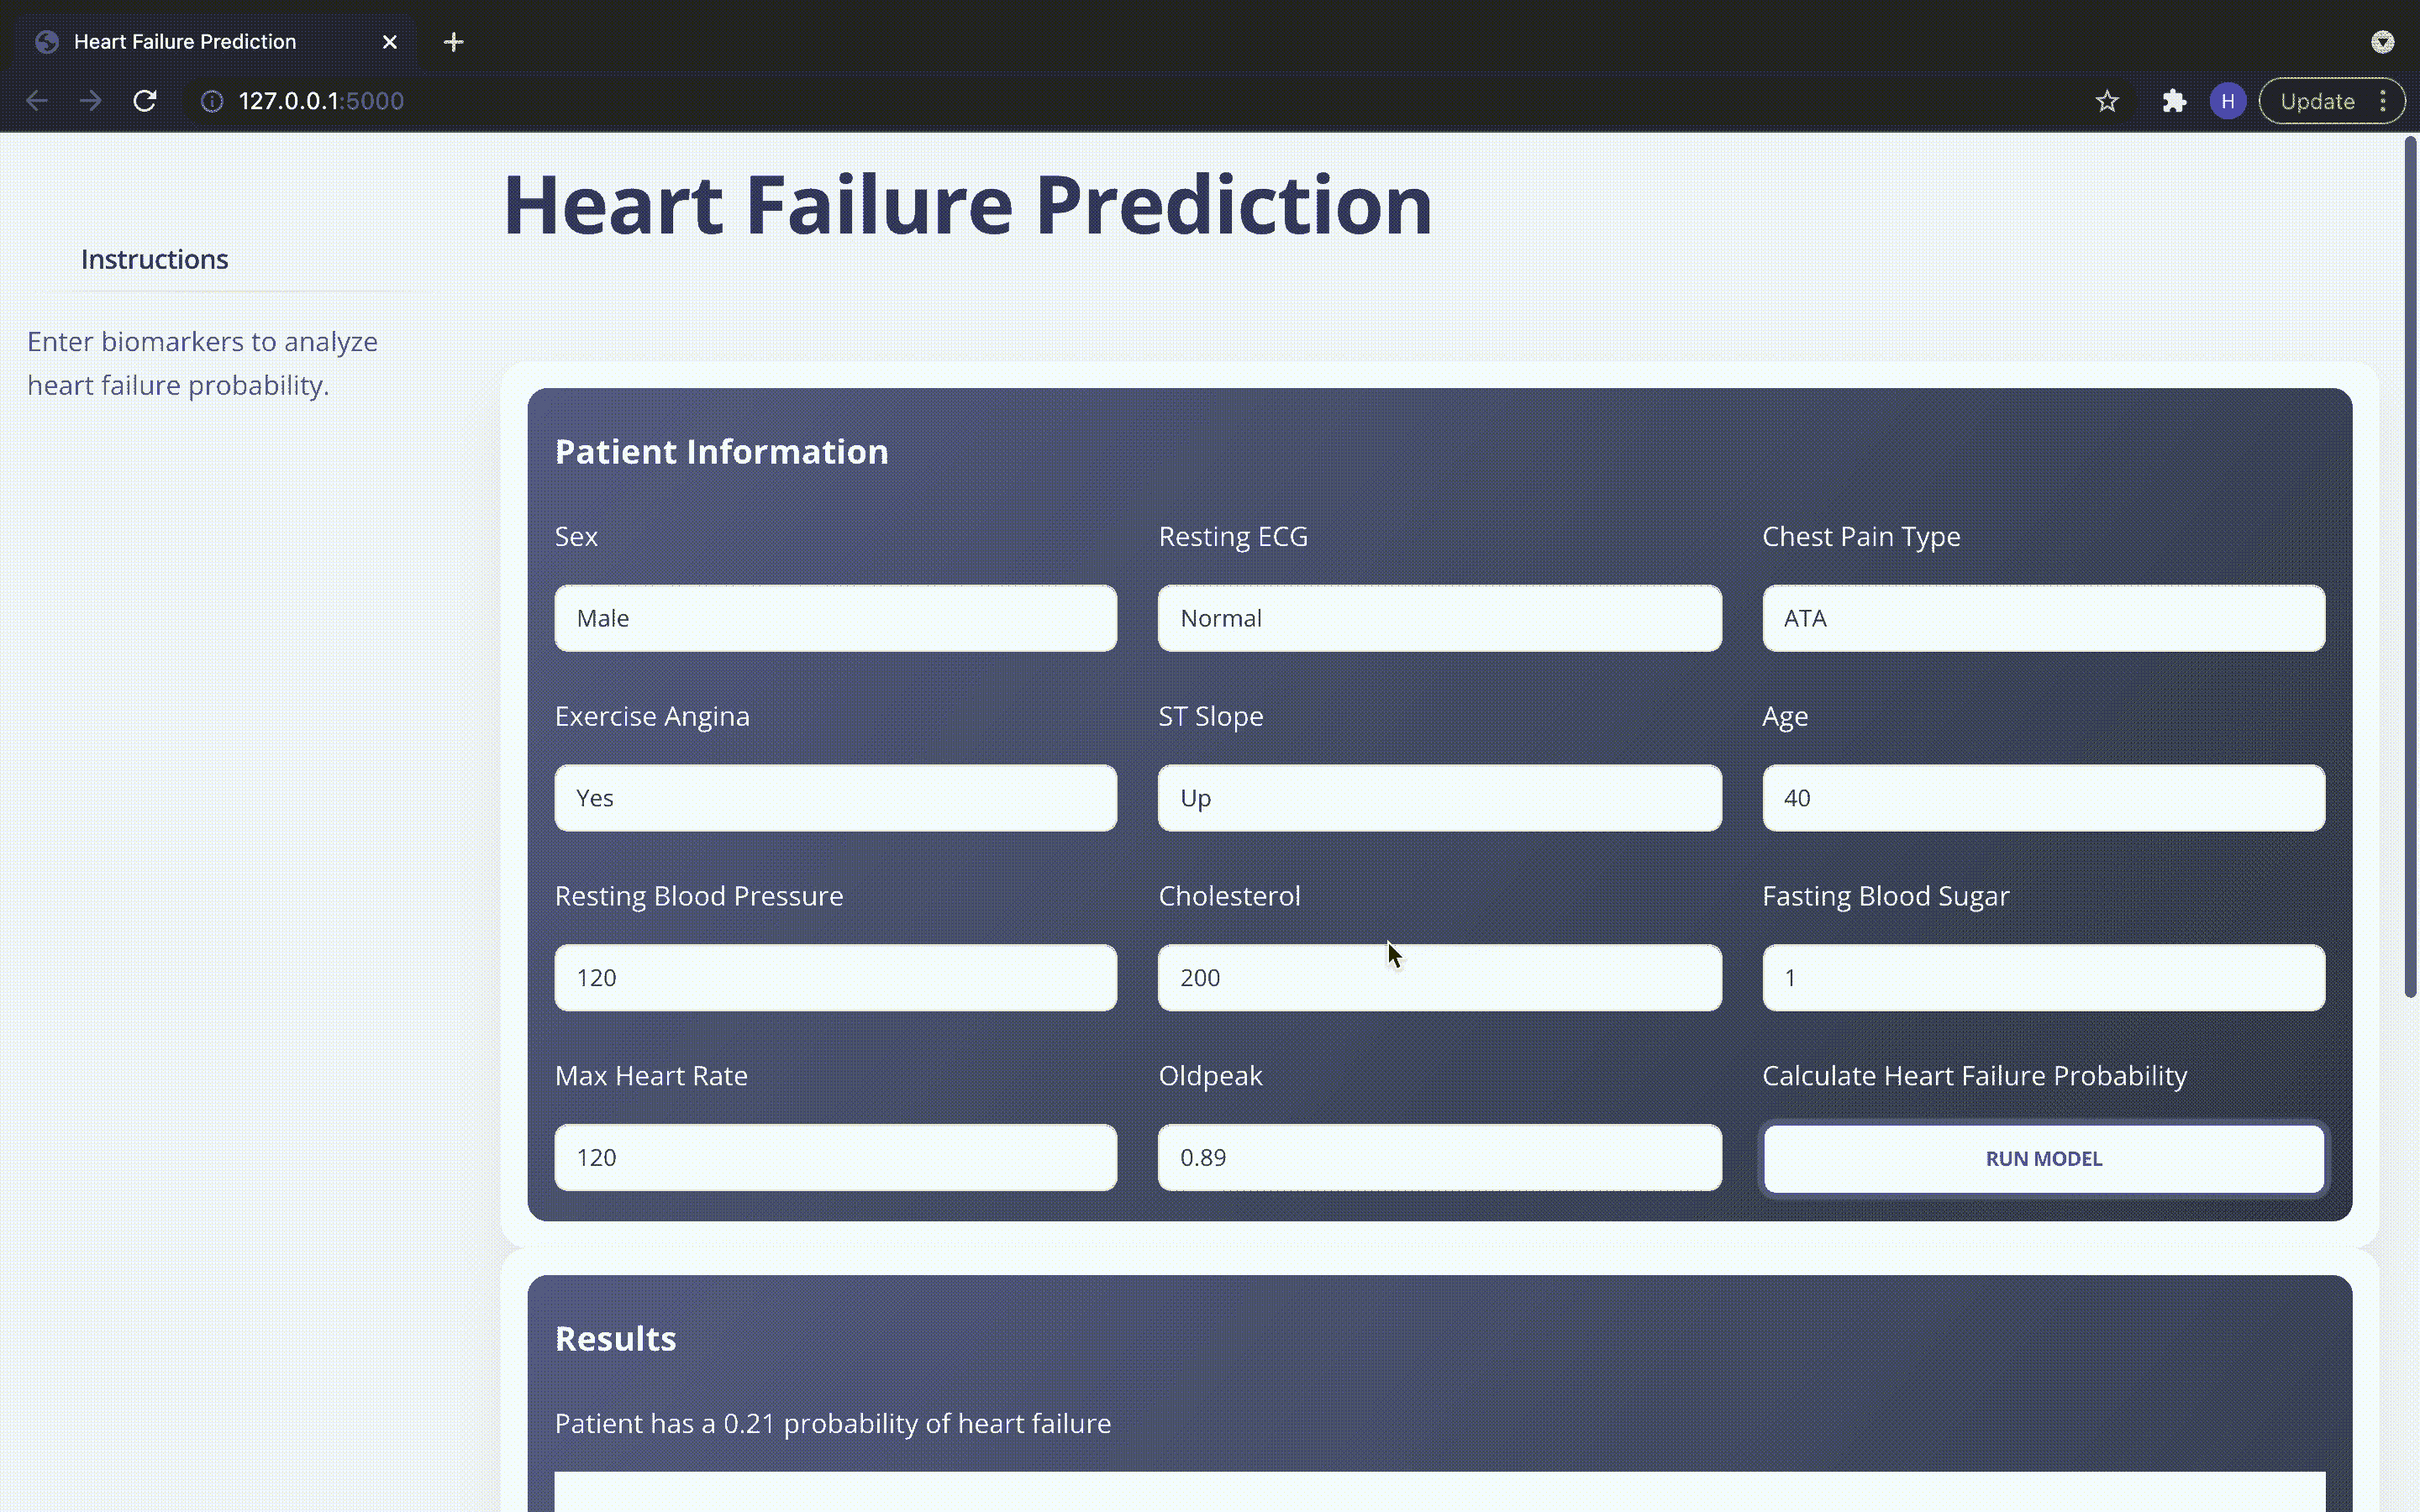 Heart Failure Prediction
127.0.0.1:5000
H
Update
Heart Failure Prediction
Instructions
Enter biomarkers to analyze
heart failure probability.
Patient Information
Sex
Resting ECG
Chest Pain Type
Male
Normal
ATA
Exercise Angina
ST Slope
Age
Yes
Up
40
Resting Blood Pressure
Cholesterol
Fasting Blood Sugar
120
200
1
Max Heart Rate
Oldpeak
Calculate Heart Failure Probability
120
0.89
RUN MODEL
Results
Patient has a 0.21 probability of heart failure